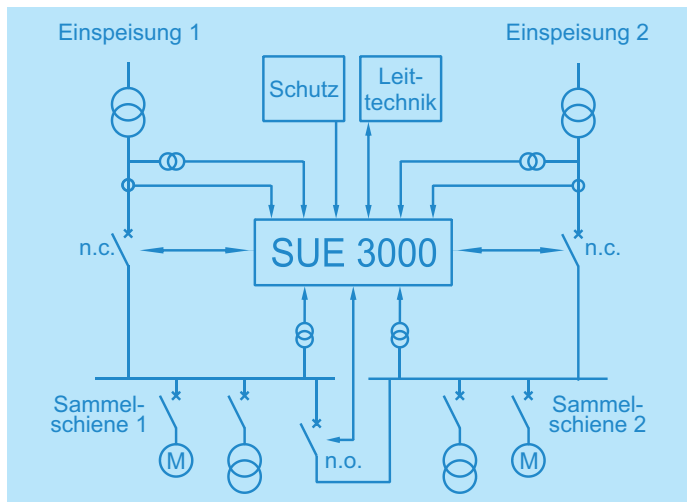 Einspeisung 1
Einspeisung 2
Schutz
Leit-
technik
n.c.
SUE 3000
n.c.
Sammel-
schiene 1
M
n.o.
M
Sammel-
schiene 2